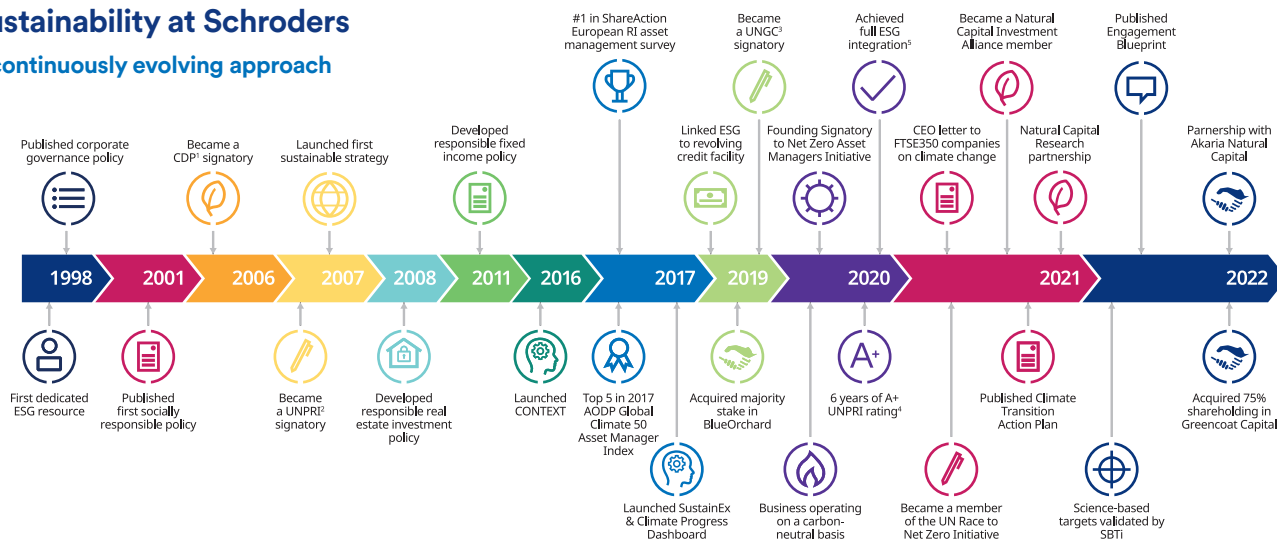 ustainability at Schroders
continuously evolving approach
#1 in ShareAction
European RI asset
management survey
Became
a UNGC³
signatory
Achieved
full ESG
integration⁵
Became a Natural
Capital Investment
Alliance member
Published
Engagement
Blueprint
Published corporate
governance policy
Became a
CDP¹ signatory
Launched first
sustainable strategy
Developed
responsible fixed
income policy
Linked ESG
to revolving
credit facility
Founding Signatory
to Net Zero Asset
Managers Initiative
CEO letter to
FTSE350 companies
on climate change
Natural Capital
Research
partnership
Partnership with
Akaria Natural
Capital
1998
2001
2006
2007
2008
2011
2016
2017
2019
2020
2021
2022
A+
First dedicated
ESG resource
Published
first socially
responsible policy
Became
a UNPRI²
signatory
Developed
responsible real
estate investment
policy
Launched
CONTEXT
Top 5 in 2017
AODP Global
Climate 50
Asset Manager
Index
Acquired majority
stake in
BlueOrchard
6 years of A+
UNPRI rating⁴
Published Climate
Transition
Action Plan
Acquired 75%
shareholding in
Greencoat Capital
Launched SustainEx
& Climate Progress
Dashboard
Business operating
on a carbon-
neutral basis
Became a member
of the UN Race to
Net Zero Initiative
Science-based
targets validated by
SBTi